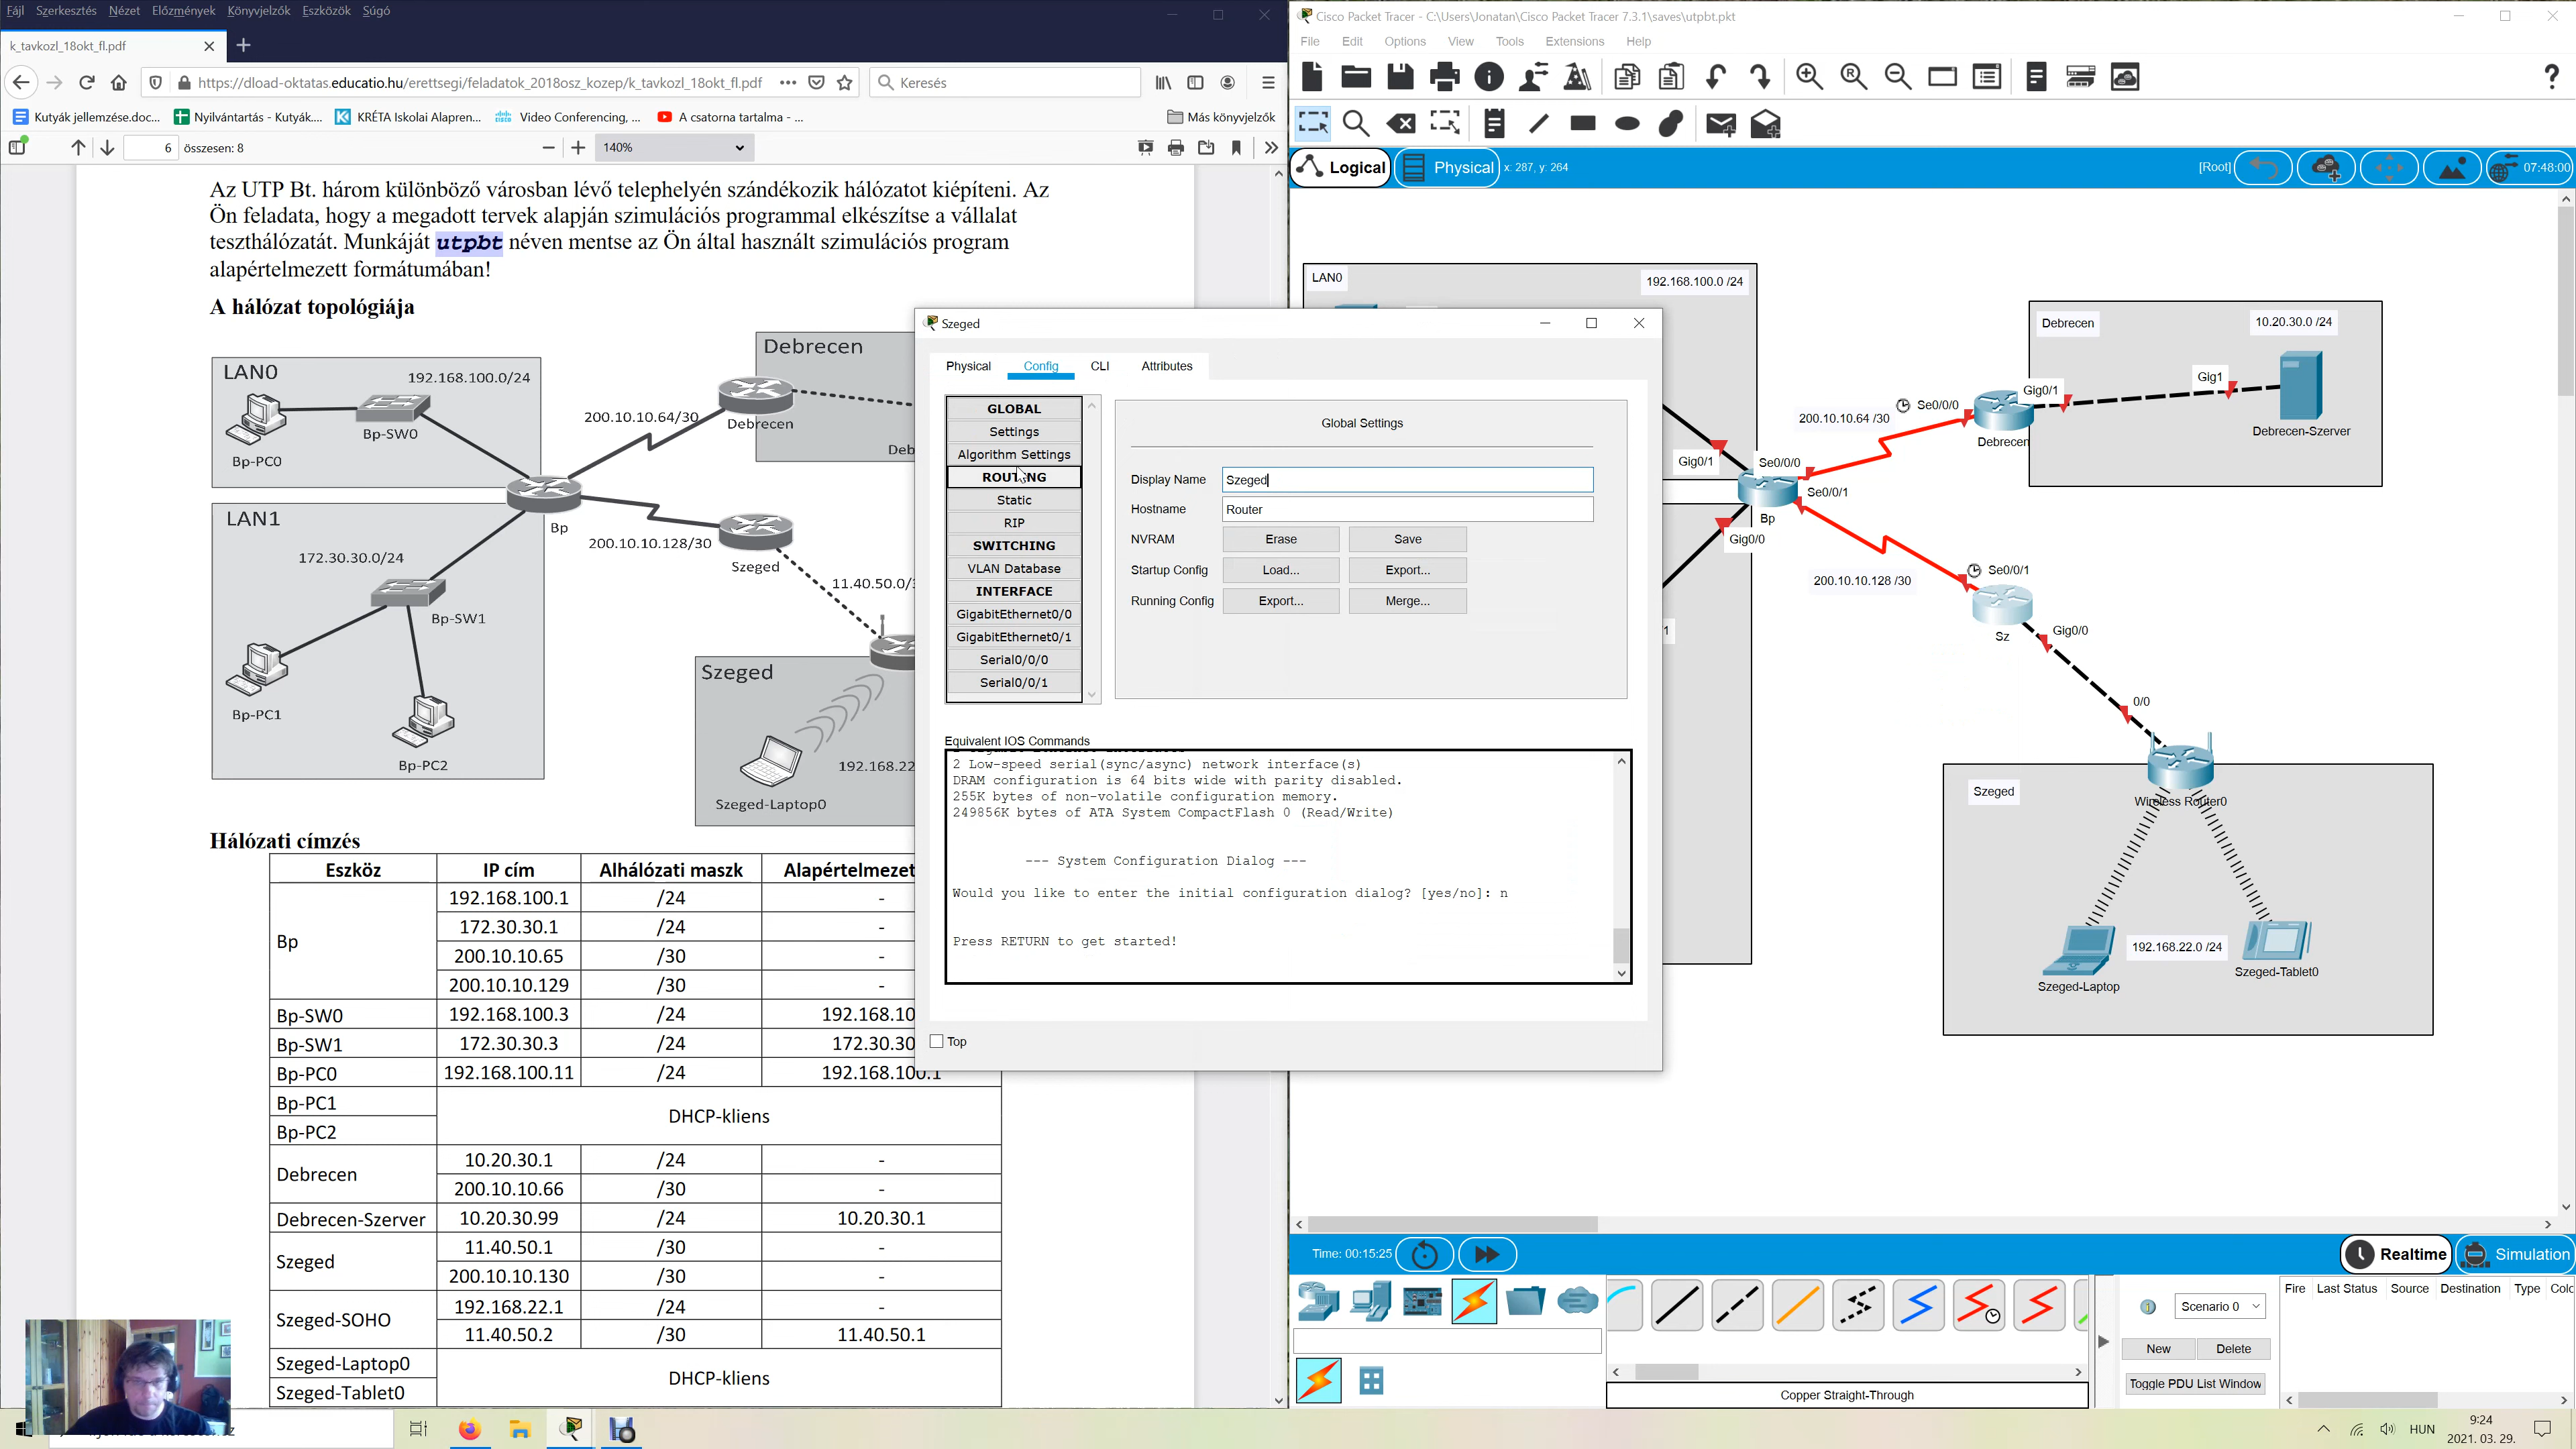 Fájl Szerkesztés Nézet Előzmények Könyvjelzők Eszközök Súgó
k_tavkozl_18okt_fl.pdf
https://dload-oktatas.educatio.hu/erettsegi/feladatok_2018osz_kozep/k_tavkozl_18okt_fl.pdf
Keresés
Kutyák jellemzése.doc...
Nyilvántartás - Kutyák....
KRÉTA Iskolai Alapren...
Video Conferencing, ...
A csatorna tartalma - ...
Más könyvjelzők
6 összesen: 8
140%
Az UTP Bt. három különböző városban lévő telephelyén szándékozik hálózatot kiépíteni. Az
Ön feladata, hogy a megadott tervek alapján szimulációs programmal elkészítse a vállalat
teszthálózatát. Munkáját utpbt néven mentse az Ön által használt szimulációs program
alapértelmezett formátumában!
A hálózat topológiája
LAN0
192.168.100.0/24
Bp-SW0
Bp-PC0
LAN1
172.30.30.0/24
Bp-SW1
Bp-PC1
Bp-PC2
Bp
200.10.10.64/30
200.10.10.128/30
Debrecen
Debrecen
Deb
Szeged
11.40.50.0/
Szeged
192.168.22
Szeged-Laptop0
Hálózati címzés
Eszköz IP cím Alhálózati maszk Alapértelmezet
Bp
192.168.100.1 /24 -
172.30.30.1 /24 -
200.10.10.65 /30 -
200.10.10.129 /30 -
Bp-SW0 192.168.100.3 /24 192.168.10
Bp-SW1 172.30.30.3 /24 172.30.30
Bp-PC0 192.168.100.11 /24 192.168.100.1
Bp-PC1
Bp-PC2
DHCP-kliens
Debrecen
10.20.30.1 /24 -
200.10.10.66 /30 -
Debrecen-Szerver 10.20.30.99 /24 10.20.30.1
Szeged
11.40.50.1 /30 -
200.10.10.130 /30 -
Szeged-SOHO
192.168.22.1 /24 -
11.40.50.2 /30 11.40.50.1
Szeged-Laptop0
Szeged-Tablet0
DHCP-kliens
Szeged
Physical Config CLI Attributes
GLOBAL
Settings
Algorithm Settings
ROUTING
Static
RIP
SWITCHING
VLAN Database
INTERFACE
GigabitEthernet0/0
GigabitEthernet0/1
Serial0/0/0
Serial0/0/1
Global Settings
Display Name Szeged
Hostname Router
NVRAM Erase Save
Startup Config Load... Export...
Running Config Export... Merge...
Equivalent IOS Commands
2 Low-speed serial(sync/async) network interface(s)
DRAM configuration is 64 bits wide with parity disabled.
255K bytes of non-volatile configuration memory.
249856K bytes of ATA System CompactFlash 0 (Read/Write)
--- System Configuration Dialog ---
Would you like to enter the initial configuration dialog? [yes/no]: n
Press RETURN to get started!
Top
Cisco Packet Tracer - C:\Users\Jonatan\Cisco Packet Tracer 7.3.1\saves\utpbt.pkt
File Edit Options View Tools Extensions Help
Logical Physical x: 287, y: 264
[Root] 07:48:00
LAN0
192.168.100.0 /24
Debrecen
10.20.30.0 /24
Gig1
Gig0/1
Debrecen-Szerver
Se0/0/0
200.10.10.64 /30
Debrecen
Gig0/1
Se0/0/0
Se0/0/1
Bp
Gig0/0
200.10.10.128 /30
Se0/0/1
Sz
Gig0/0
1
0/0
Szeged
Wireless Router0
192.168.22.0 /24
Szeged-Laptop
Szeged-Tablet0
Time: 00:15:25
Realtime Simulation
Scenario 0
New Delete
Toggle PDU List Window
Fire Last Status Source Destination Type Colc
Copper Straight-Through
HUN
9:24
2021. 03. 29.